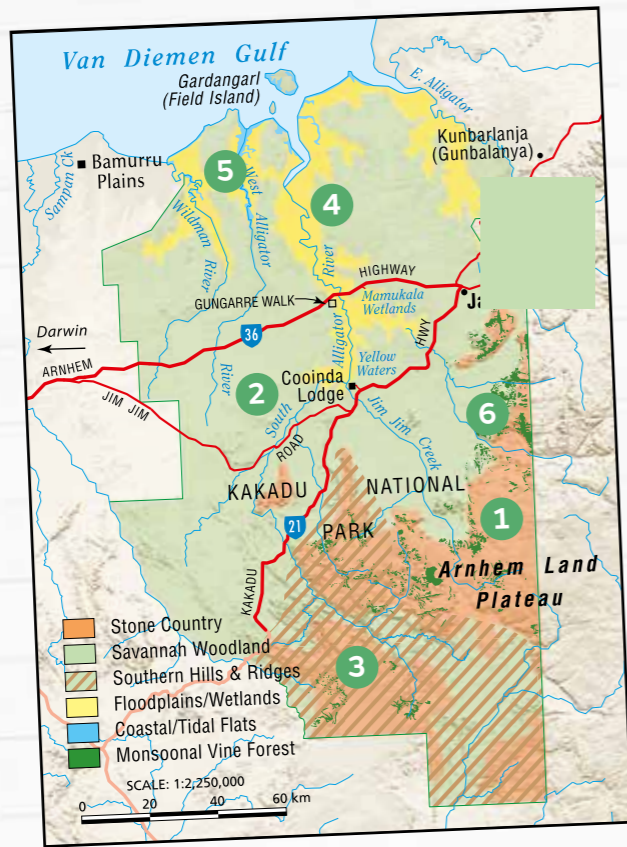 Van Diemen Gulf
Gardangarl
(Field Island)
E. Alligator
Kunbarlanja
(Gunbalanya)
Sampan Ck
Bamurru
Plains
5
West
Alligator
River
Wildman
River
4
River
Alligator
South
HIGHWAY
GUNGARRE WALK
Mamukala
Wetlands
HWY
36
Darwin
ARNHEM
JIM JIM
ROAD
2
Cooinda
Lodge
Yellow
Waters
Jim Jim Creek
6
KAKADU
NATIONAL
PARK
21
1
Arnhem Land
Plateau
KAKADU
3
Stone Country
Savannah Woodland
Southern Hills & Ridges
Floodplains/Wetlands
Coastal/Tidal Flats
Monsoonal Vine Forest
SCALE: 1:2,250,000
0 20 40 60 km